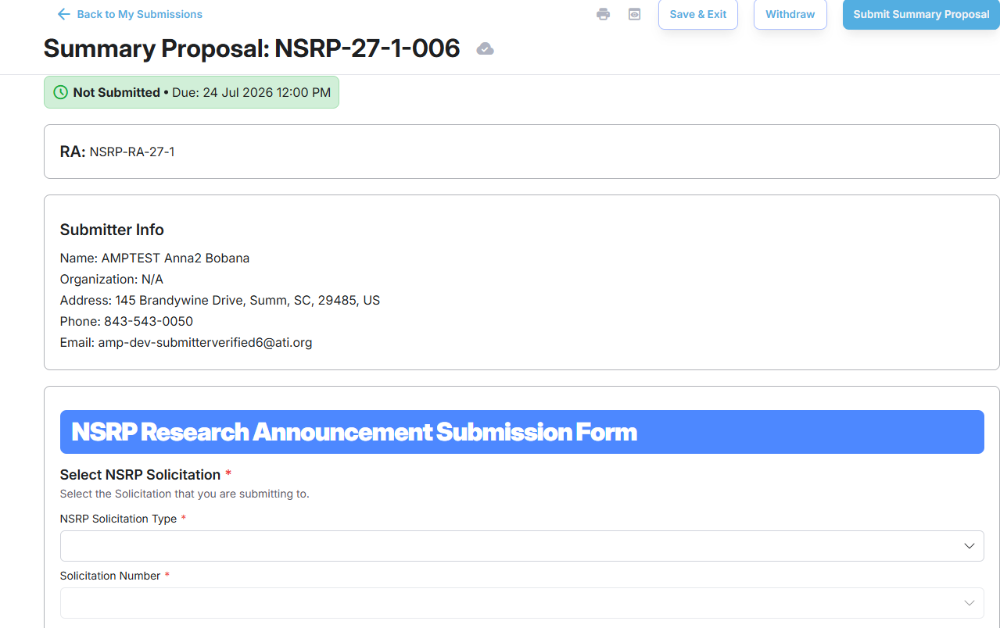 Back to My Submissions
Save & Exit
Withdraw
Submit Summary Proposal
Summary Proposal: NSRP-27-1-006
Not Submitted • Due: 24 Jul 2026 12:00 PM
RA: NSRP-RA-27-1
Submitter Info
Name: AMPTEST Anna2 Bobana
Organization: N/A
Address: 145 Brandywine Drive, Summ, SC, 29485, US
Phone: 843-543-0050
Email: amp-dev-submitterverified6@ati.org
NSRP Research Announcement Submission Form
Select NSRP Solicitation *
Select the Solicitation that you are submitting to.
NSRP Solicitation Type *
Solicitation Number *